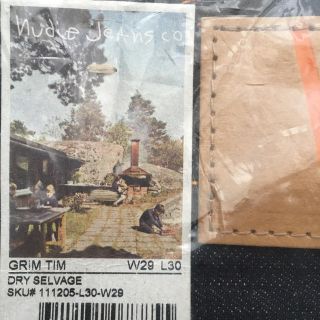 nudie Jeans co
GRIM TIM W29 L30
DRY SELVAGE
SKU# 111205-L30-W29